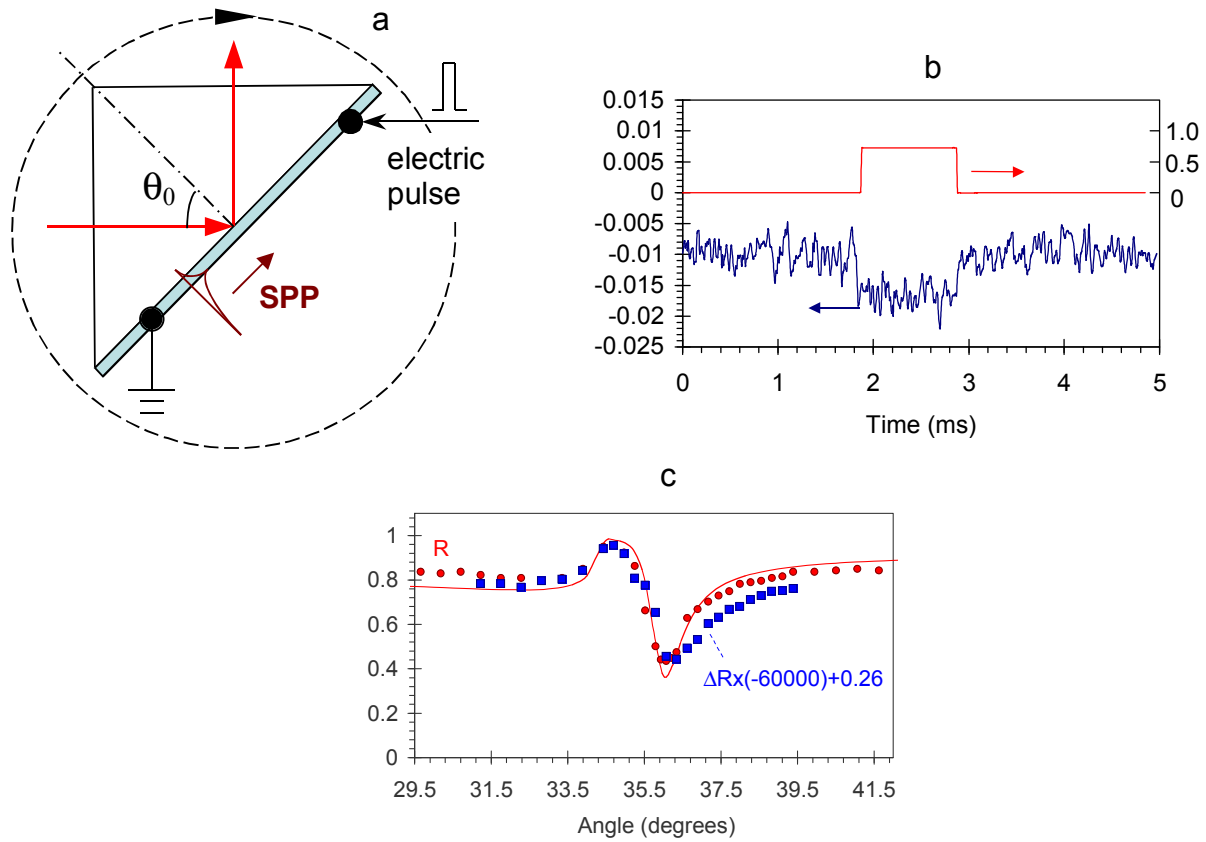 a
electric
pulse
θ0
SPP
b
0.015
0.010
0.005
0
-0.005
-0.010
-0.015
-0.020
-0.025
1.0
0.5
0
0 1 2 3 4 5
Time (ms)
c
1
0.8
0.6
0.4
0.2
0
R
ΔRx(-60000)+0.26
29.5 31.5 33.5 35.5 37.5 39.5 41.5
Angle (degrees)